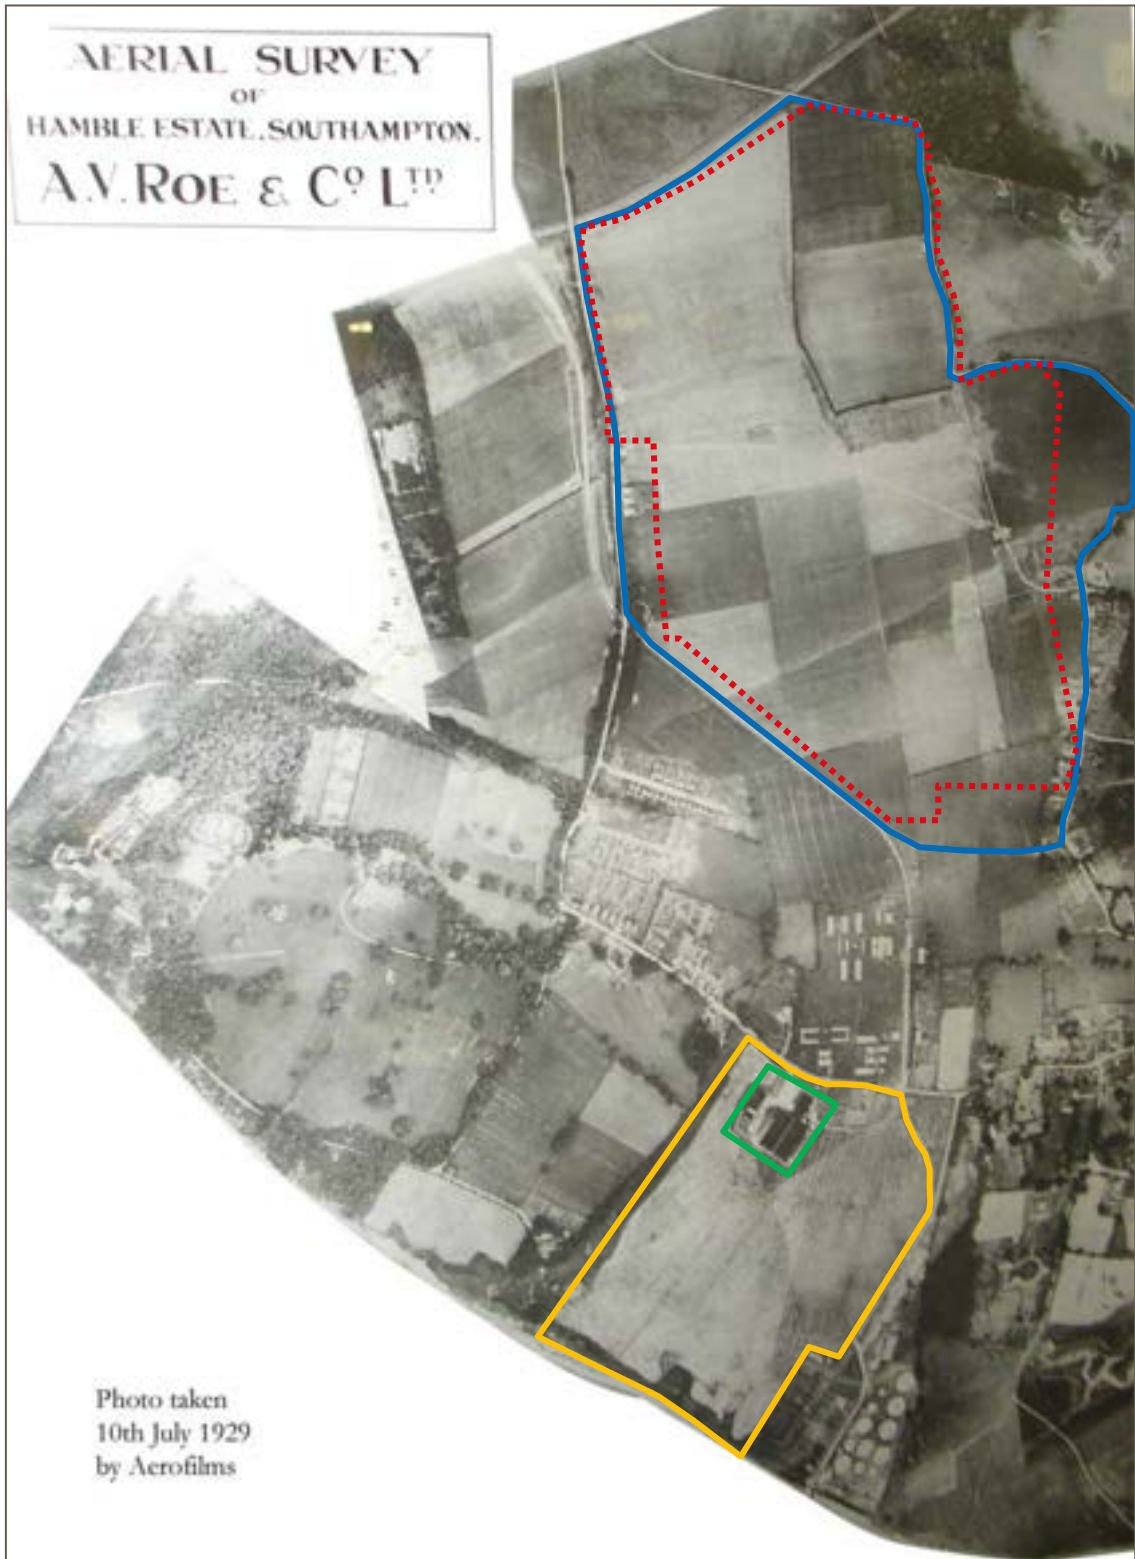 AERIAL SURVEY
OF
HAMBLE ESTATE, SOUTHAMPTON.
A.V. ROE & Cº LTD
Photo taken
10th July 1929
by Aerofilms